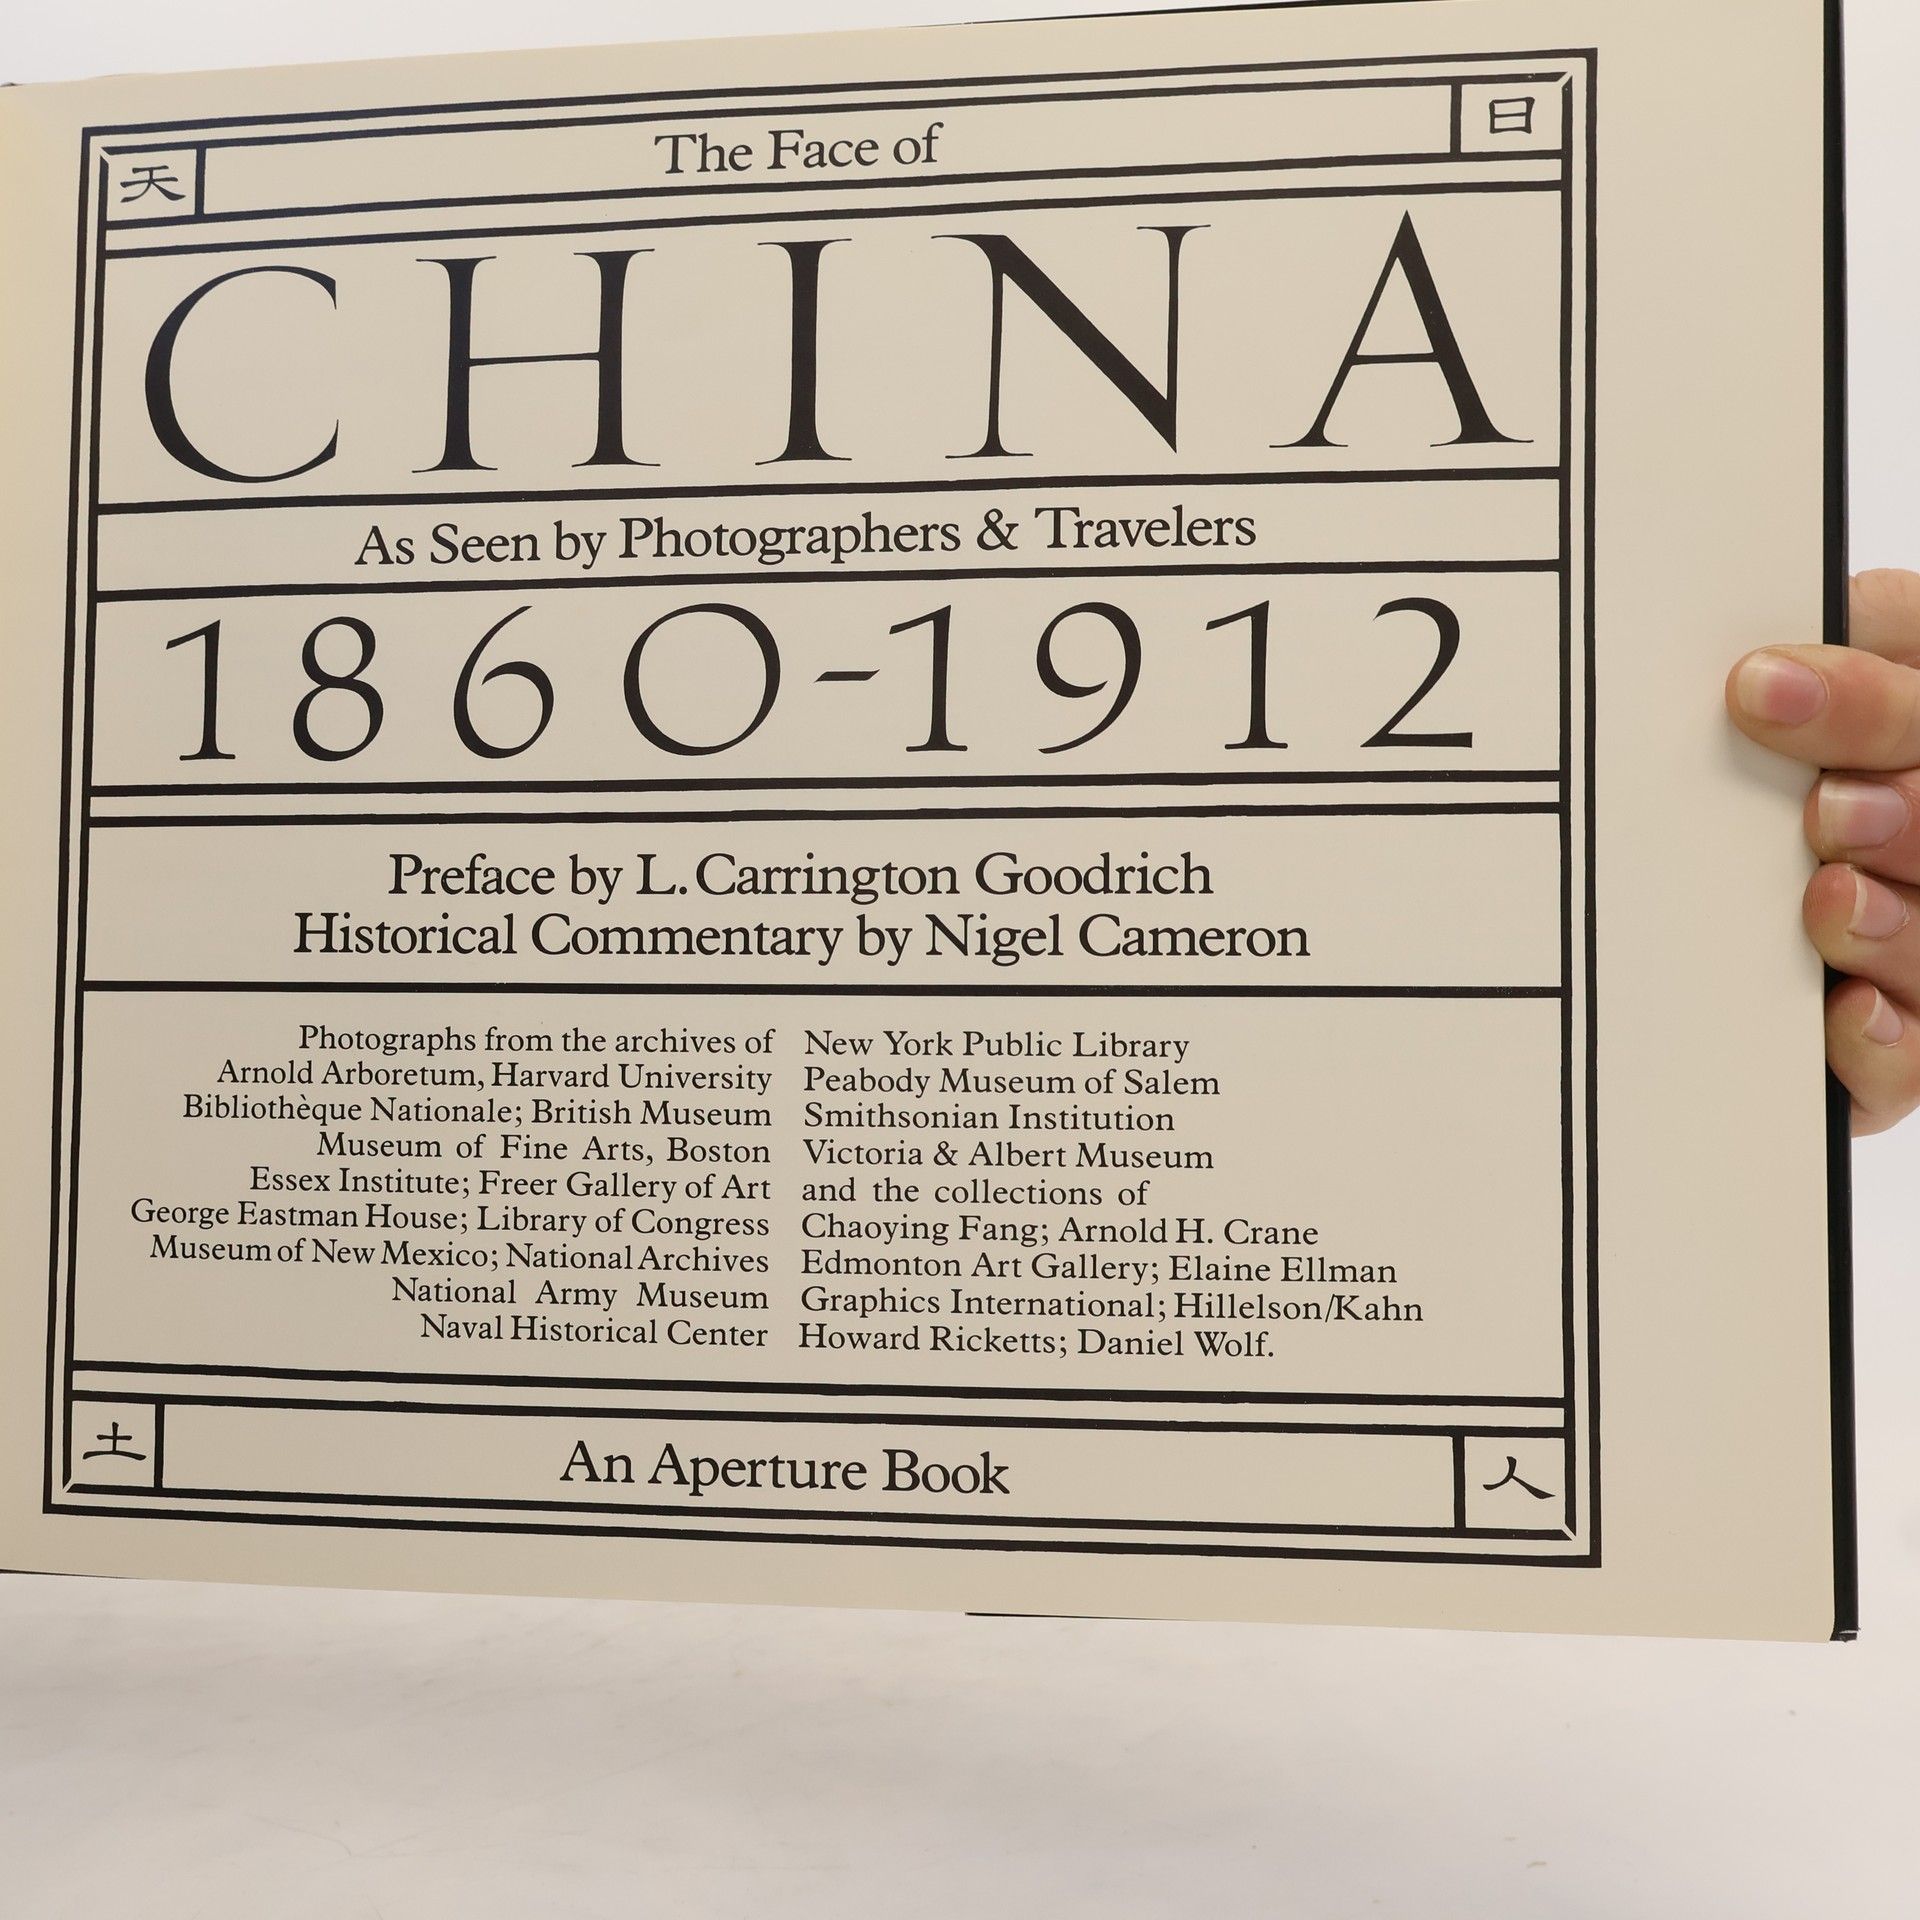 天
The Face of
日
CHINA
As Seen by Photographers & Travelers
1860-1912
Preface by L. Carrington Goodrich
Historical Commentary by Nigel Cameron
Photographs from the archives of
Arnold Arboretum, Harvard University
Bibliothèque Nationale; British Museum
Museum of Fine Arts, Boston
Essex Institute; Freer Gallery of Art
George Eastman House; Library of Congress
Museum of New Mexico; National Archives
National Army Museum
Naval Historical Center
New York Public Library
Peabody Museum of Salem
Smithsonian Institution
Victoria & Albert Museum
and the collections of
Chaoying Fang; Arnold H. Crane
Edmonton Art Gallery; Elaine Ellman
Graphics International; Hillelson/Kahn
Howard Ricketts; Daniel Wolf.
土
An Aperture Book
人